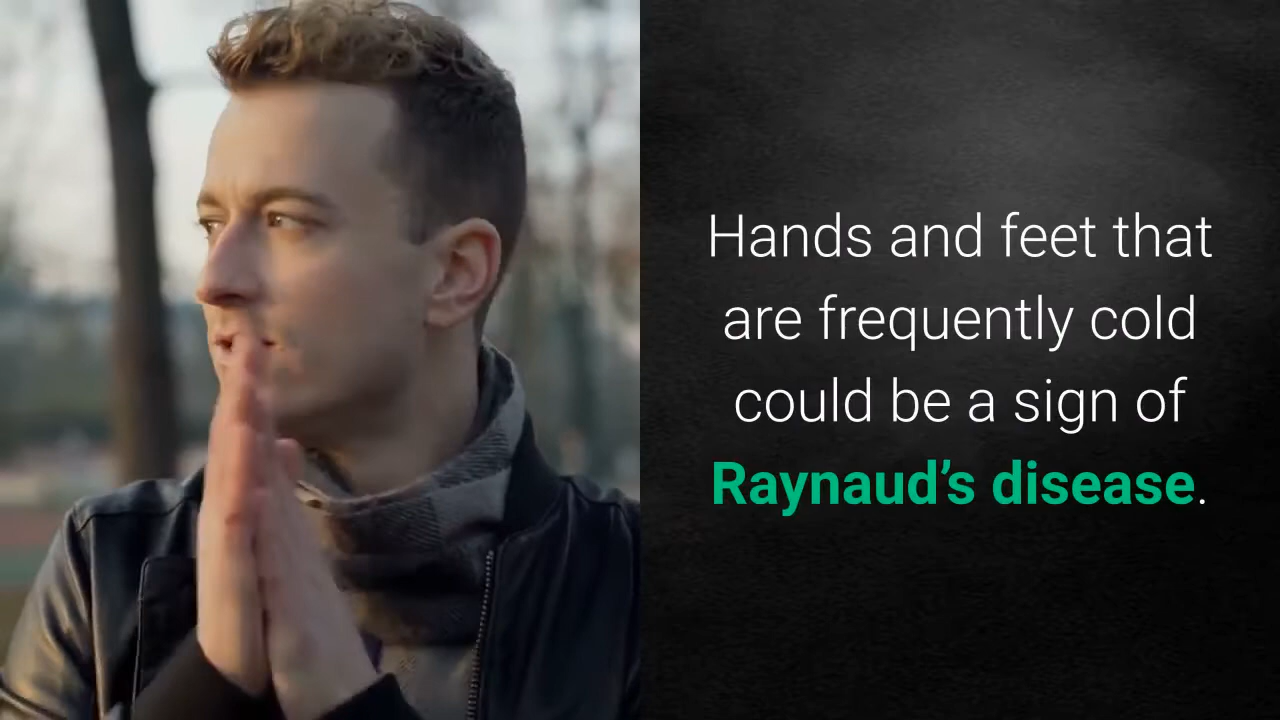 Hands and feet that
are frequently cold
could be a sign of
Raynaud’s disease.